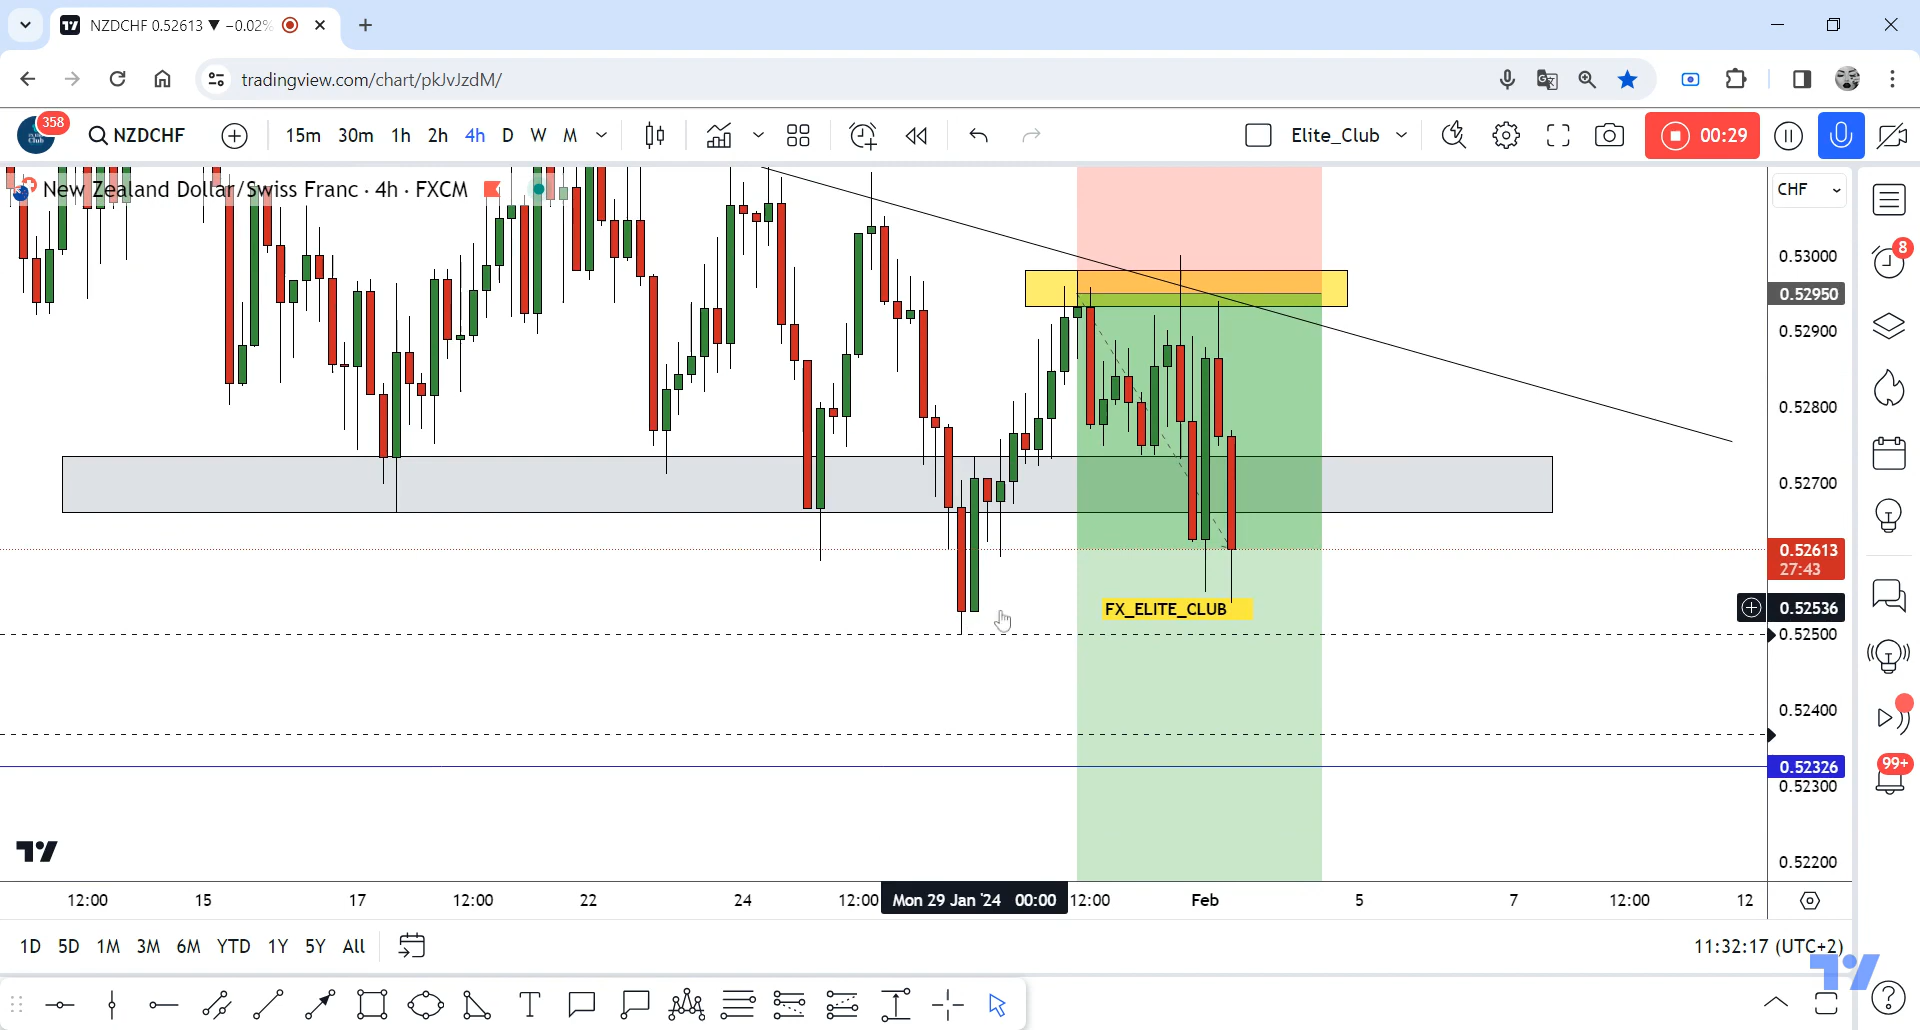 NZDCHF 0.52613 ▼ −0.02%
tradingview.com/chart/pkJvJzdM/
358
NZDCHF
15m 30m 1h 2h 4h D W M
Elite_Club
00:29
New Zealand Dollar/Swiss Franc · 4h · FXCM
CHF
0.53000
0.52950
0.52900
0.52800
0.52700
0.52613
27:43
0.52536
0.52500
0.52400
0.52326
0.52300
0.52200
FX_ELITE_CLUB
8
99+
12:00 15 17 12:00 22 24 12:00 Mon 29 Jan '24 00:00 12:00 Feb 5 7 12:00 12
1D 5D 1M 3M 6M YTD 1Y 5Y All
11:32:17 (UTC+2)